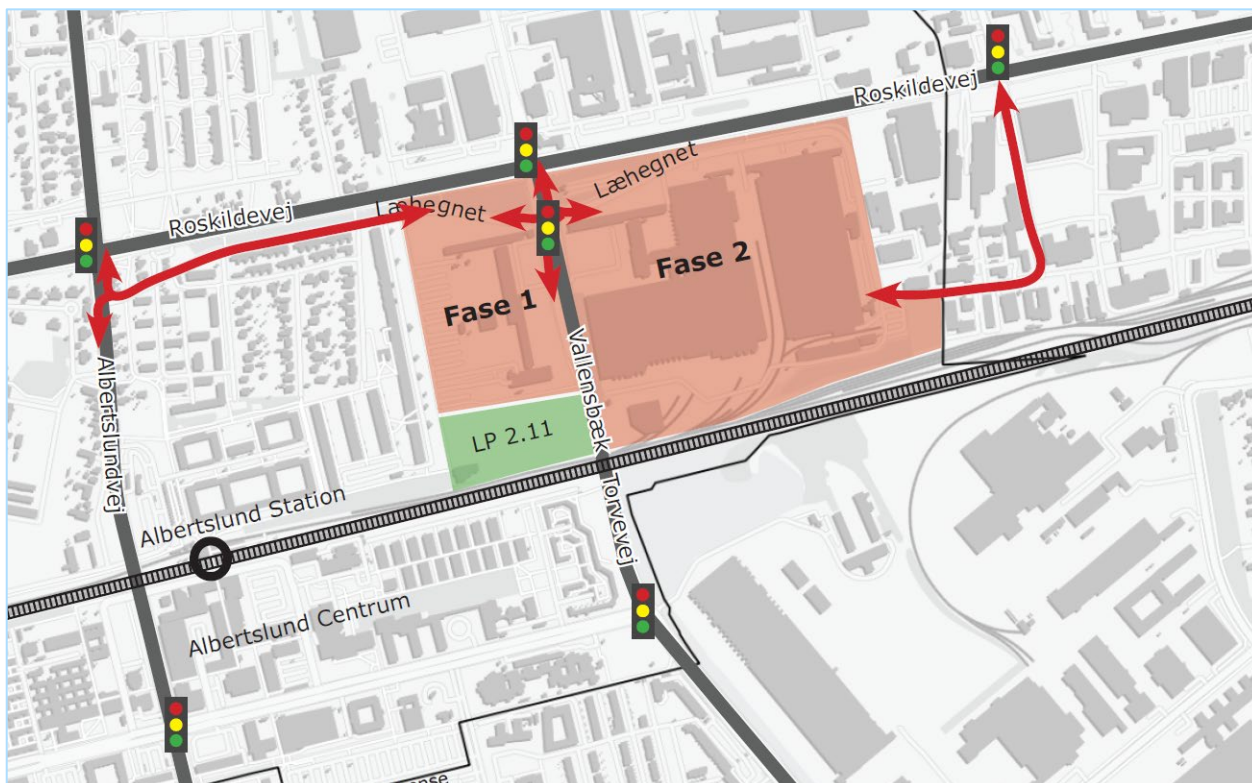 Roskildevej
Roskildevej
Læhegnet
Læhegnet
Fase 1
Fase 2
LP 2.11
Albertslundvej
Vallensbæk
Torvevej
Albertslund Station
Albertslund Centrum